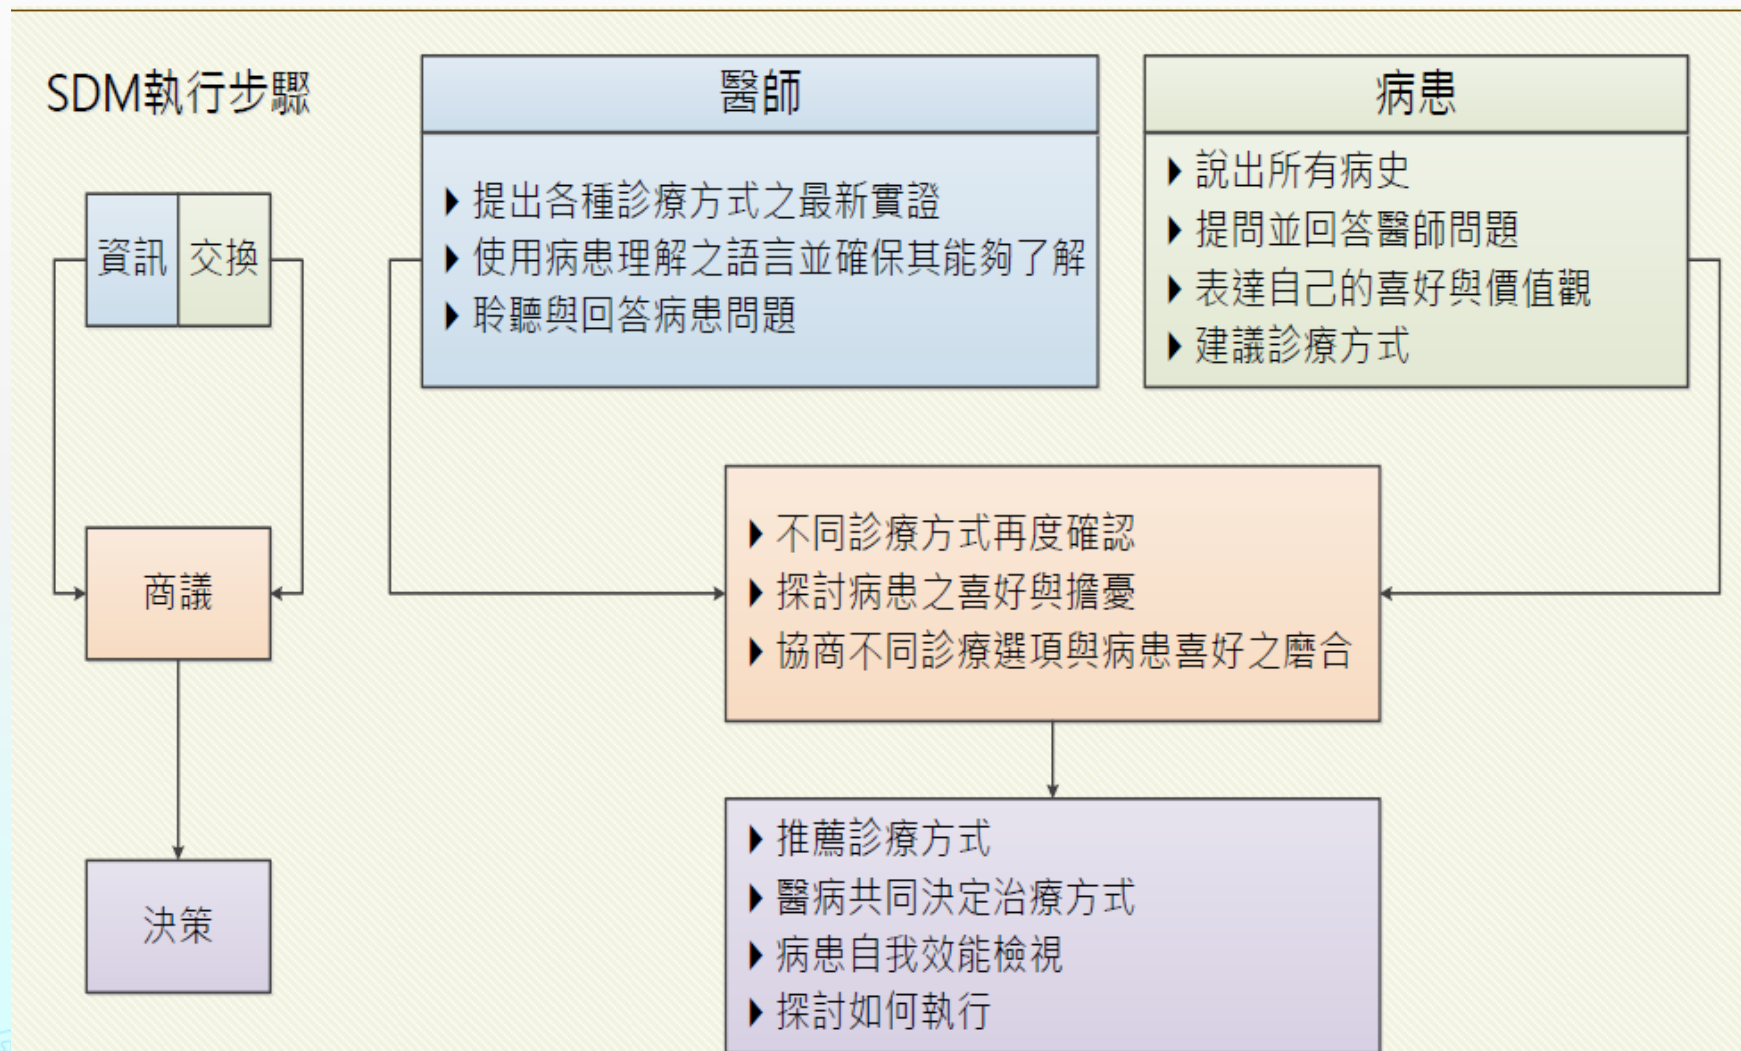 SDM執行步驟
資訊
交換
商議
決策
醫師
提出各種診療方式之最新實證
使用病患理解之語言並確保其能夠了解
聆聽與回答病患問題
病患
說出所有病史
提問並回答醫師問題
表達自己的喜好與價值觀
建議診療方式
不同診療方式再度確認
探討病患之喜好與擔憂
協商不同診療選項與病患喜好之磨合
推薦診療方式
醫病共同決定治療方式
病患自我效能檢視
探討如何執行